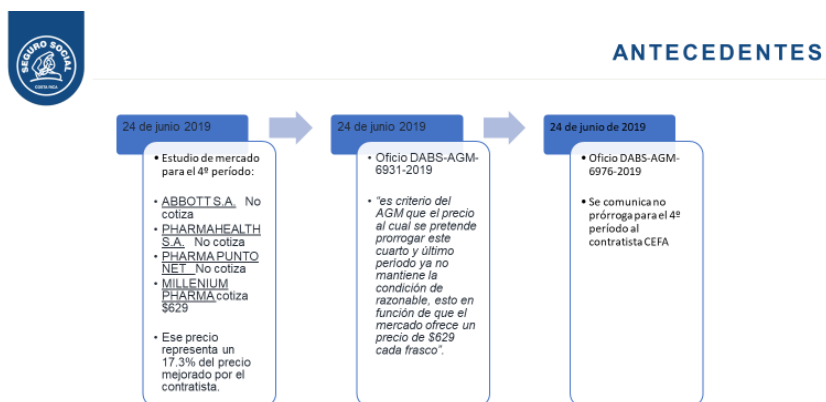 SEGURO SOCIAL
COSTA RICA
ANTECEDENTES
24 de junio 2019
• Estudio de mercado
para el 4º período:
• ABBOTT S.A. No
cotiza
• PHARMAHEALTH
S.A. No cotiza
• PHARMA PUNTO
NET No cotiza
• MILLENIUM
PHARMA cotiza
$629
• Ese precio
representa un
17.3% del precio
mejorado por el
contratista.
24 de junio 2019
• Oficio DABS-AGM-
6931-2019
• "es criterio del
AGM que el precio
al cual se pretende
prorrogar este
cuarto y último
período ya no
mantiene la
condición de
razonable, esto en
función de que el
mercado ofrece un
precio de $629
cada frasco".
24 de junio de 2019
• Oficio DABS-AGM-
6976-2019
• Se comunica no
prórroga para el 4º
período al
contratista CEFA